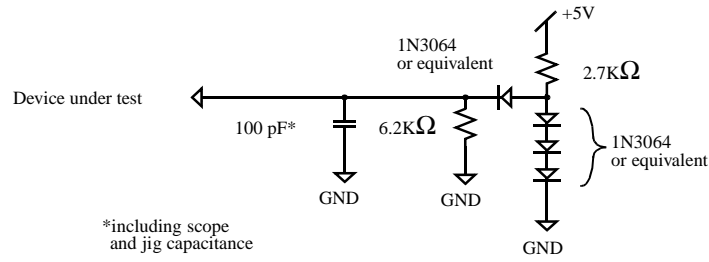 +5V
1N3064
or equivalent
2.7KΩ
Device under test
100 pF*
6.2KΩ
1N3064
or equivalent
GND
GND
*including scope
and jig capacitance
GND